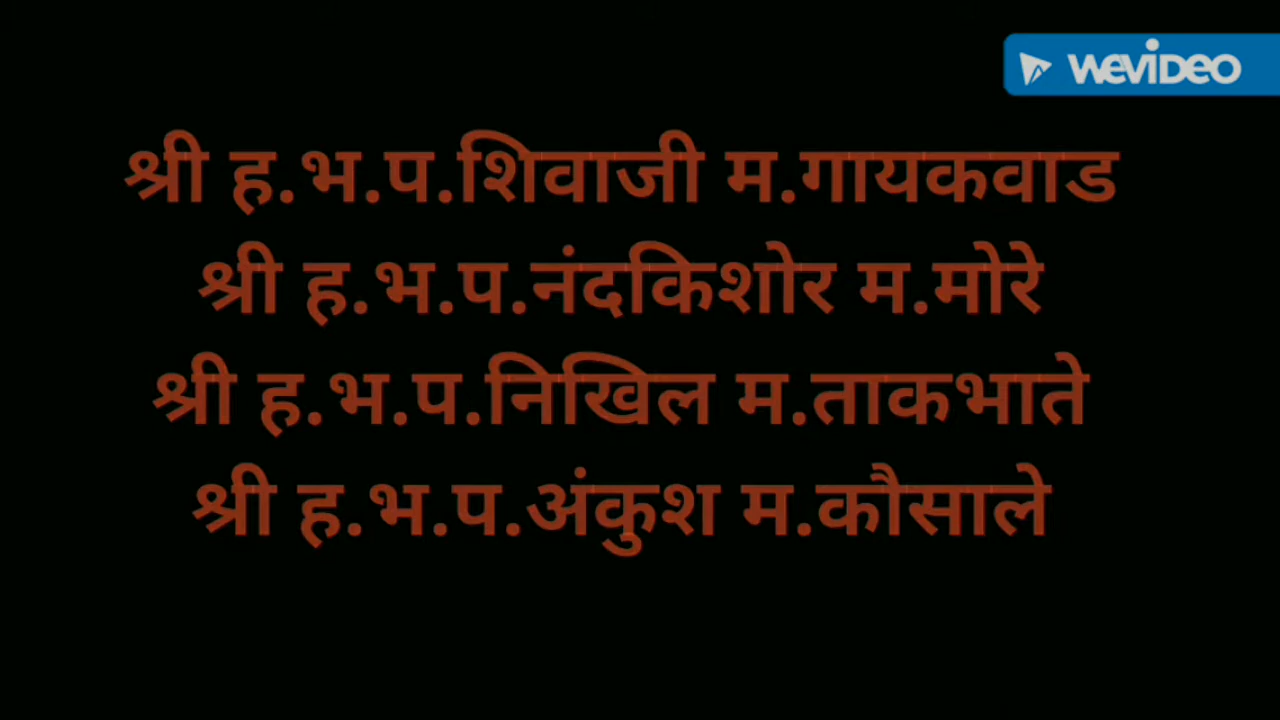 WEVIDEO
श्री ह.भ.प.शिवाजी म.गायकवाड
श्री ह.भ.प.नंदकिशोर म.मोरे
श्री ह.भ.प.निखिल म.ताकभाते
श्री ह.भ.प.अंकुश म.कौसाले